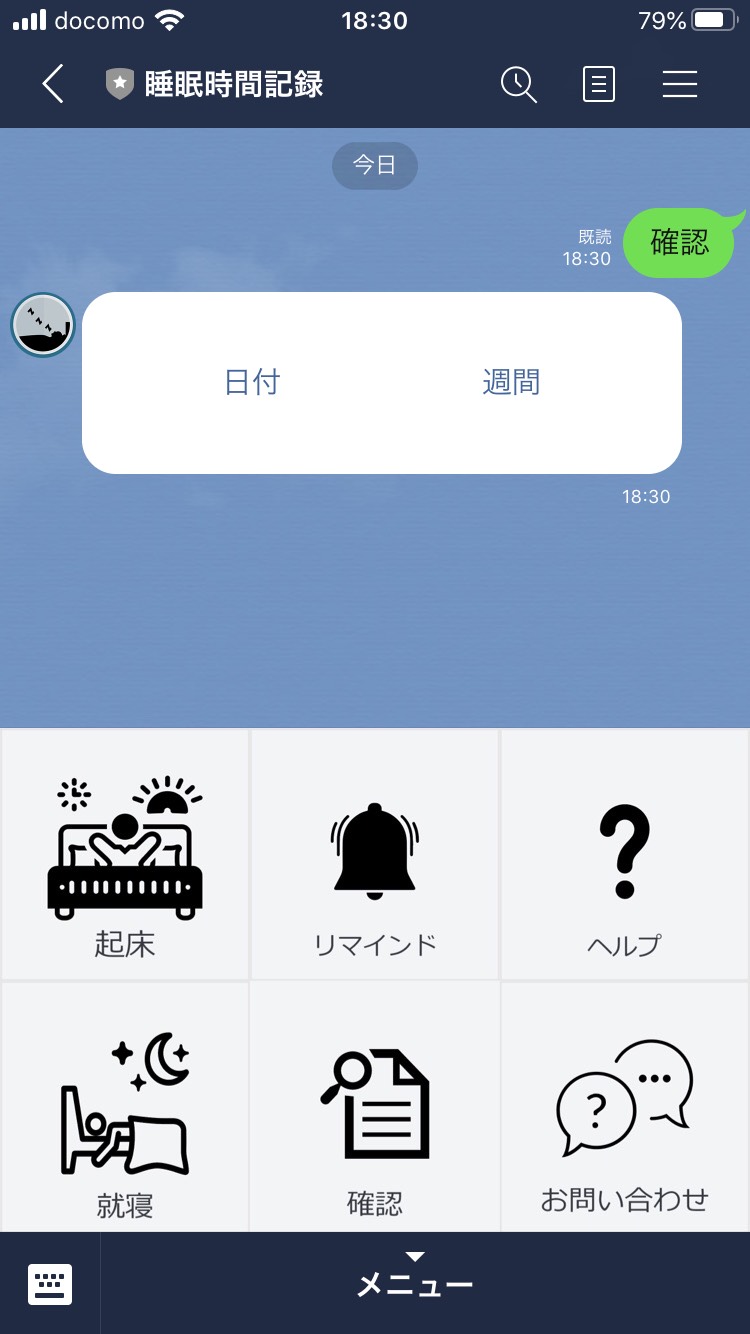 docomo 18:30 79%
睡眠時間記録
今日
既読
18:30
確認
日付 週間
18:30
起床 リマインド ヘルプ
就寝 確認 お問い合わせ
メニュー